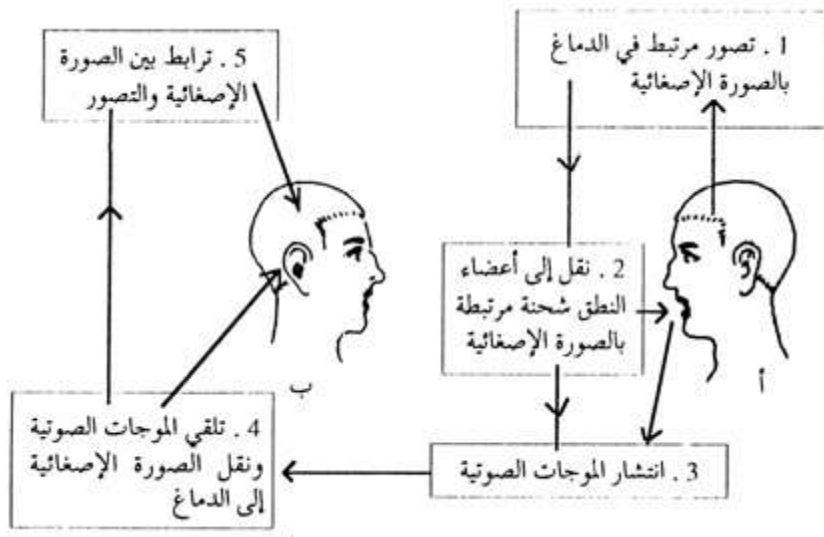 1 . تصور مرتبط في الدماغ
بالصورة الإصغائية
2 . نقل إلى أعضاء
النطق شحنة مرتبطة
بالصورة الإصغائية
أ
3 . انتشار الموجات الصوتية
4 . تلقي الموجات الصوتية
ونقل الصورة الإصغائية
إلى الدماغ
ب
5 . ترابط بين الصورة
الإصغائية والتصور